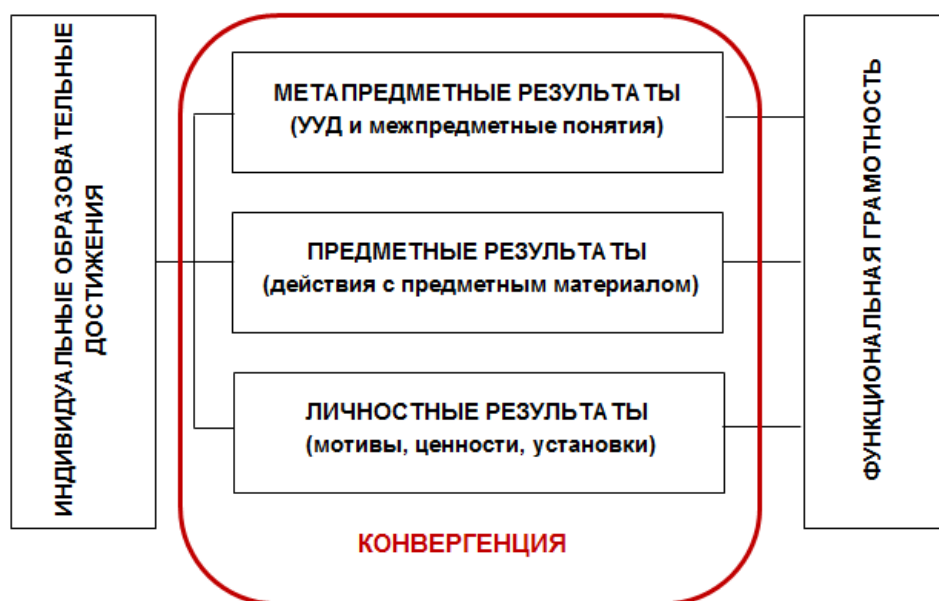 ИНДИВИДУАЛЬНЫЕ ОБРАЗОВАТЕЛЬНЫЕ
ДОСТИЖЕНИЯ
МЕТАПРЕДМЕТНЫЕ РЕЗУЛЬТАТЫ
(УУД и межпредметные понятия)
ПРЕДМЕТНЫЕ РЕЗУЛЬТАТЫ
(действия с предметным материалом)
ЛИЧНОСТНЫЕ РЕЗУЛЬТАТЫ
(мотивы, ценности, установки)
КОНВЕРГЕНЦИЯ
ФУНКЦИОНАЛЬНАЯ ГРАМОТНОСТЬ